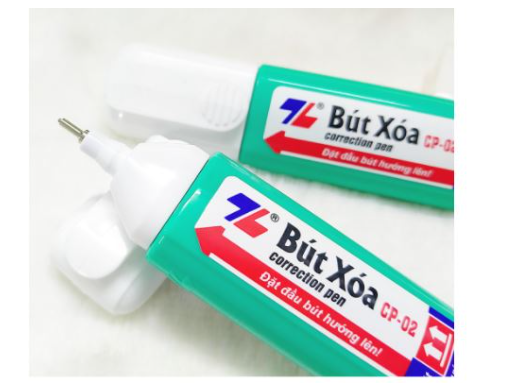 TL®
Bút Xóa
correction pen
CP-02
Đặt đầu bút hướng lên!
TL®
Bút Xóa
correction pen
CP-02
Đặt đầu bút hướng lên!